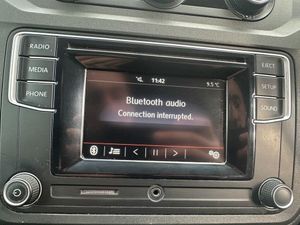 RADIO
MEDIA
PHONE
11:42
9.5 °C
Bluetooth audio
Connection interrupted.
EJECT
SETUP
SOUND